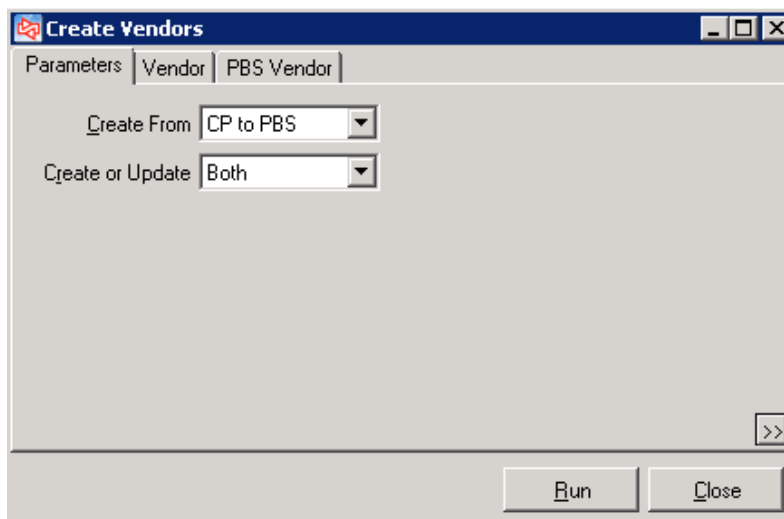 Create Vendors
Parameters Vendor PBS Vendor
Create From CP to PBS
Create or Update Both
>>
Run Close